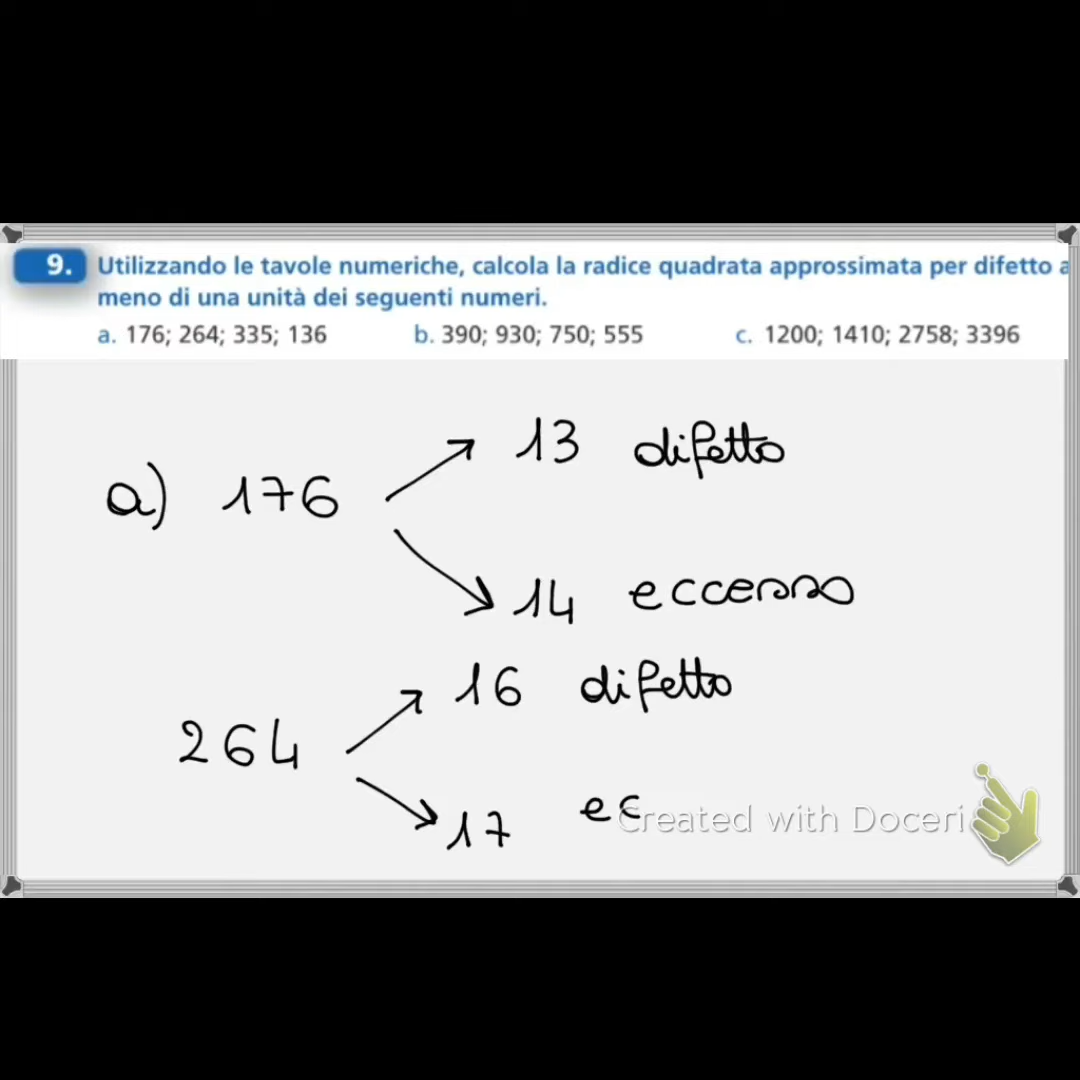 9. Utilizzando le tavole numeriche, calcola la radice quadrata approssimata per difetto a
meno di una unità dei seguenti numeri.
a. 176; 264; 335; 136 b. 390; 930; 750; 555 c. 1200; 1410; 2758; 3396
13 difetto
a) 176
14 eccesso
16 difetto
264
17 ec
Created with Doceri